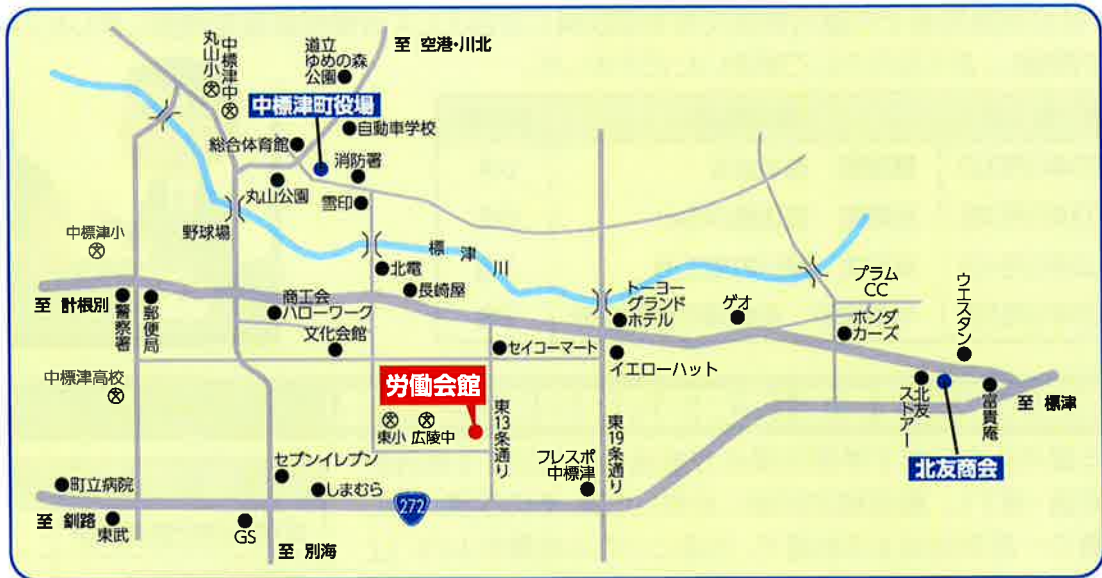 至 空港・川北
丸山小
中標津中
道立
ゆめの森
公園
中標津町役場
自動車学校
総合体育館
消防署
丸山公園
雪印
野球場
中標津小
標津川
北電
長崎屋
至 計根別
警察署
郵便局
商工会
ハローワーク
文化会館
トーヨー
グランド
ホテル
ゲオ
プラム
CC
ウエスタン
ホンダ
カーズ
セイコーマート
イエローハット
中標津高校
労働会館
東小
広陵中
東13条通り
東19条通り
北友
ストアー
富貴庵
至 標津
北友商会
セブンイレブン
しまむら
フレスポ
中標津
272
町立病院
至 釧路
東武
GS
至 別海